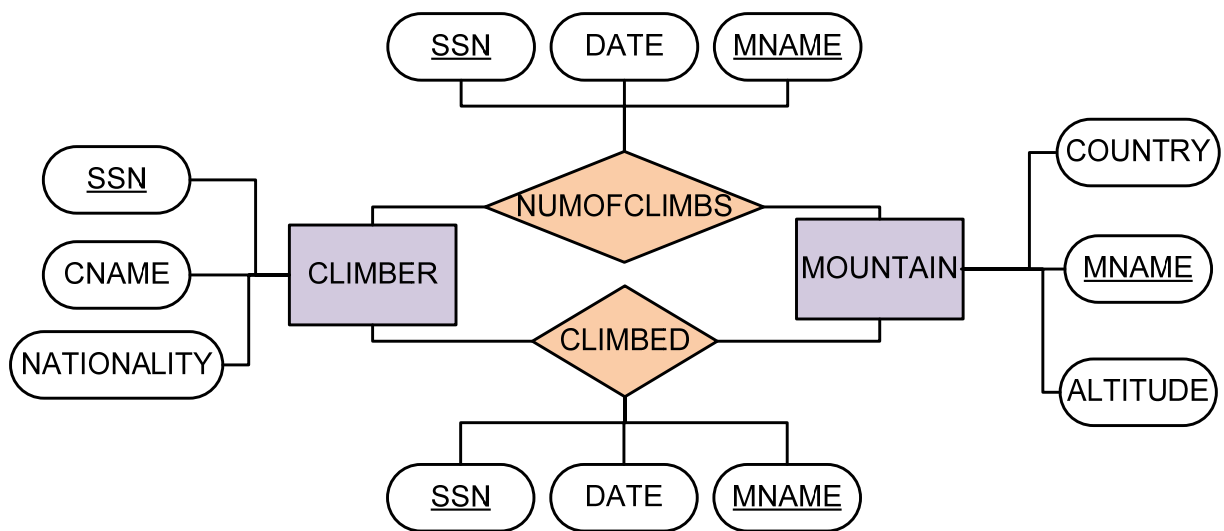 SSN
DATE
MNAME
COUNTRY
SSN
NUMOFCLIMBS
CNAME
CLIMBER
MOUNTAIN
MNAME
CLIMBED
NATIONALITY
ALTITUDE
SSN
DATE
MNAME